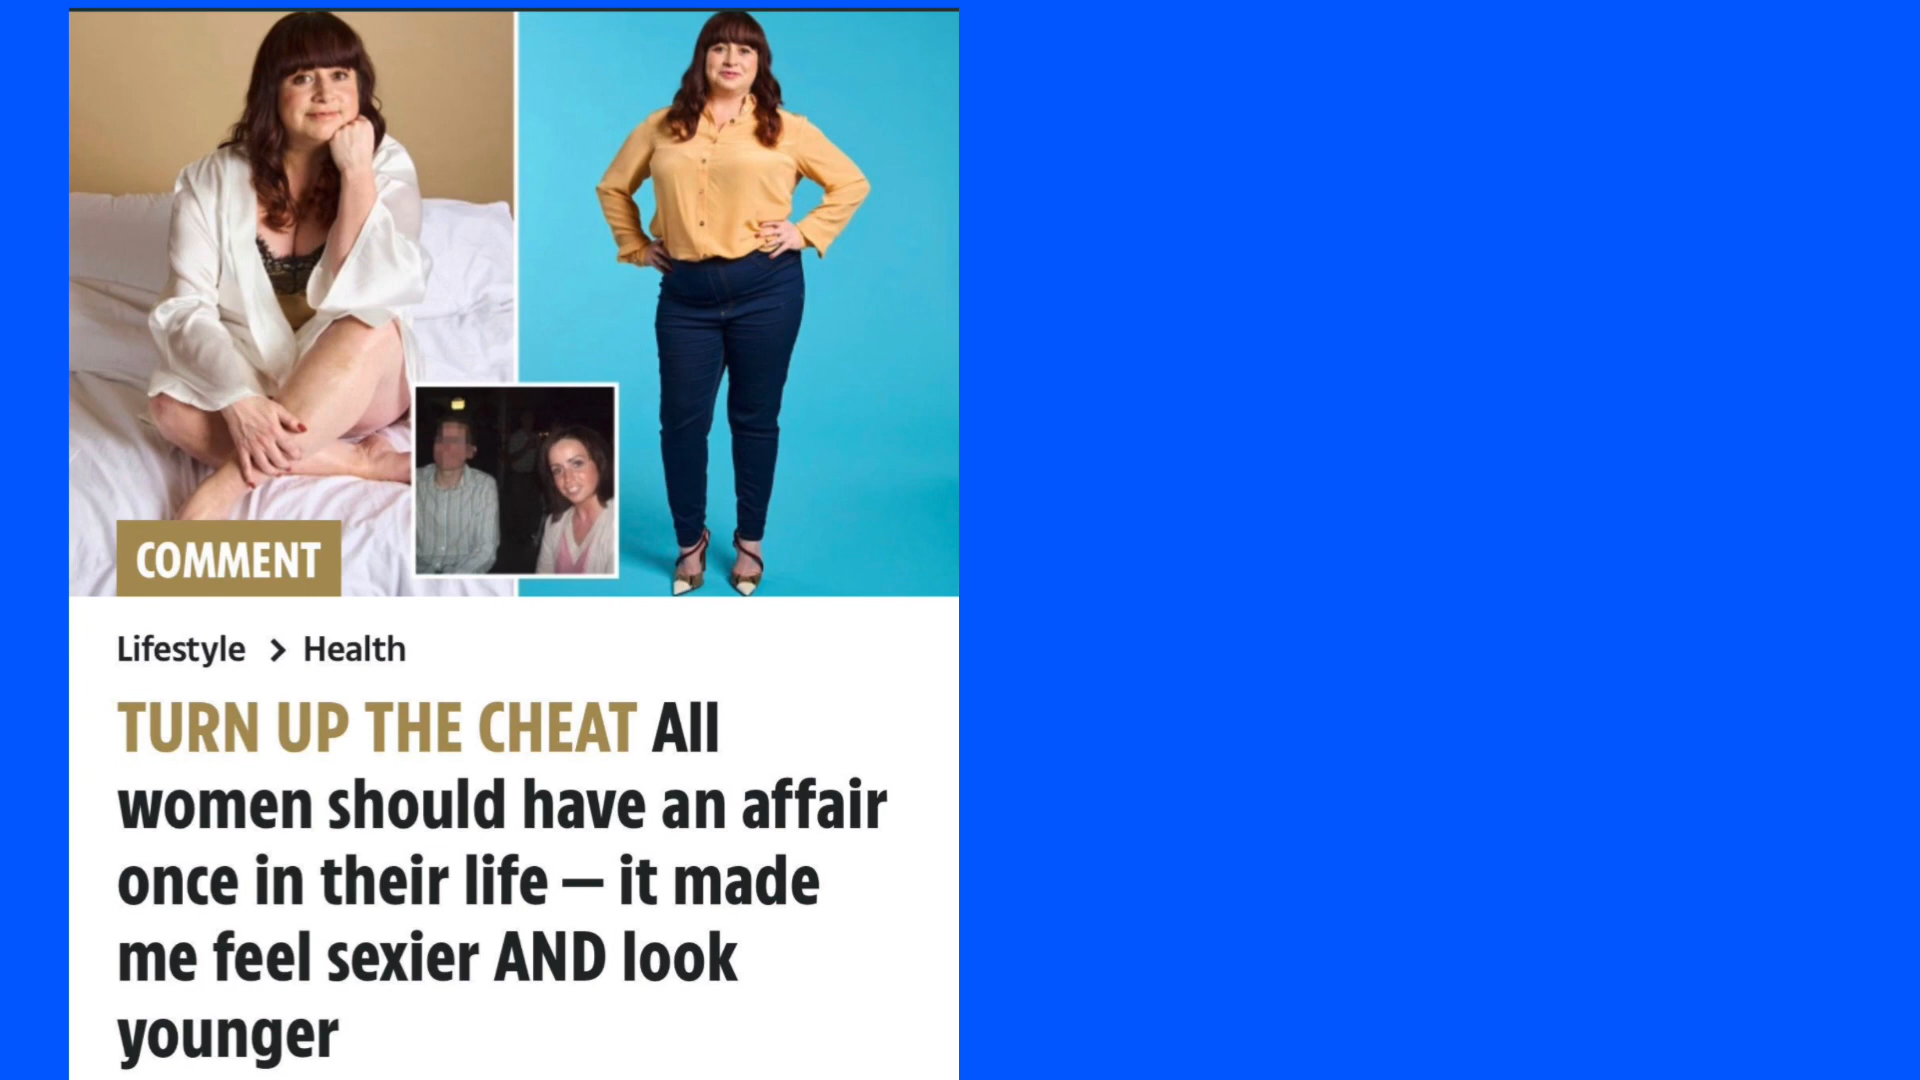 COMMENT
Lifestyle > Health
TURN UP THE CHEAT All
women should have an affair
once in their life – it made
me feel sexier AND look
younger